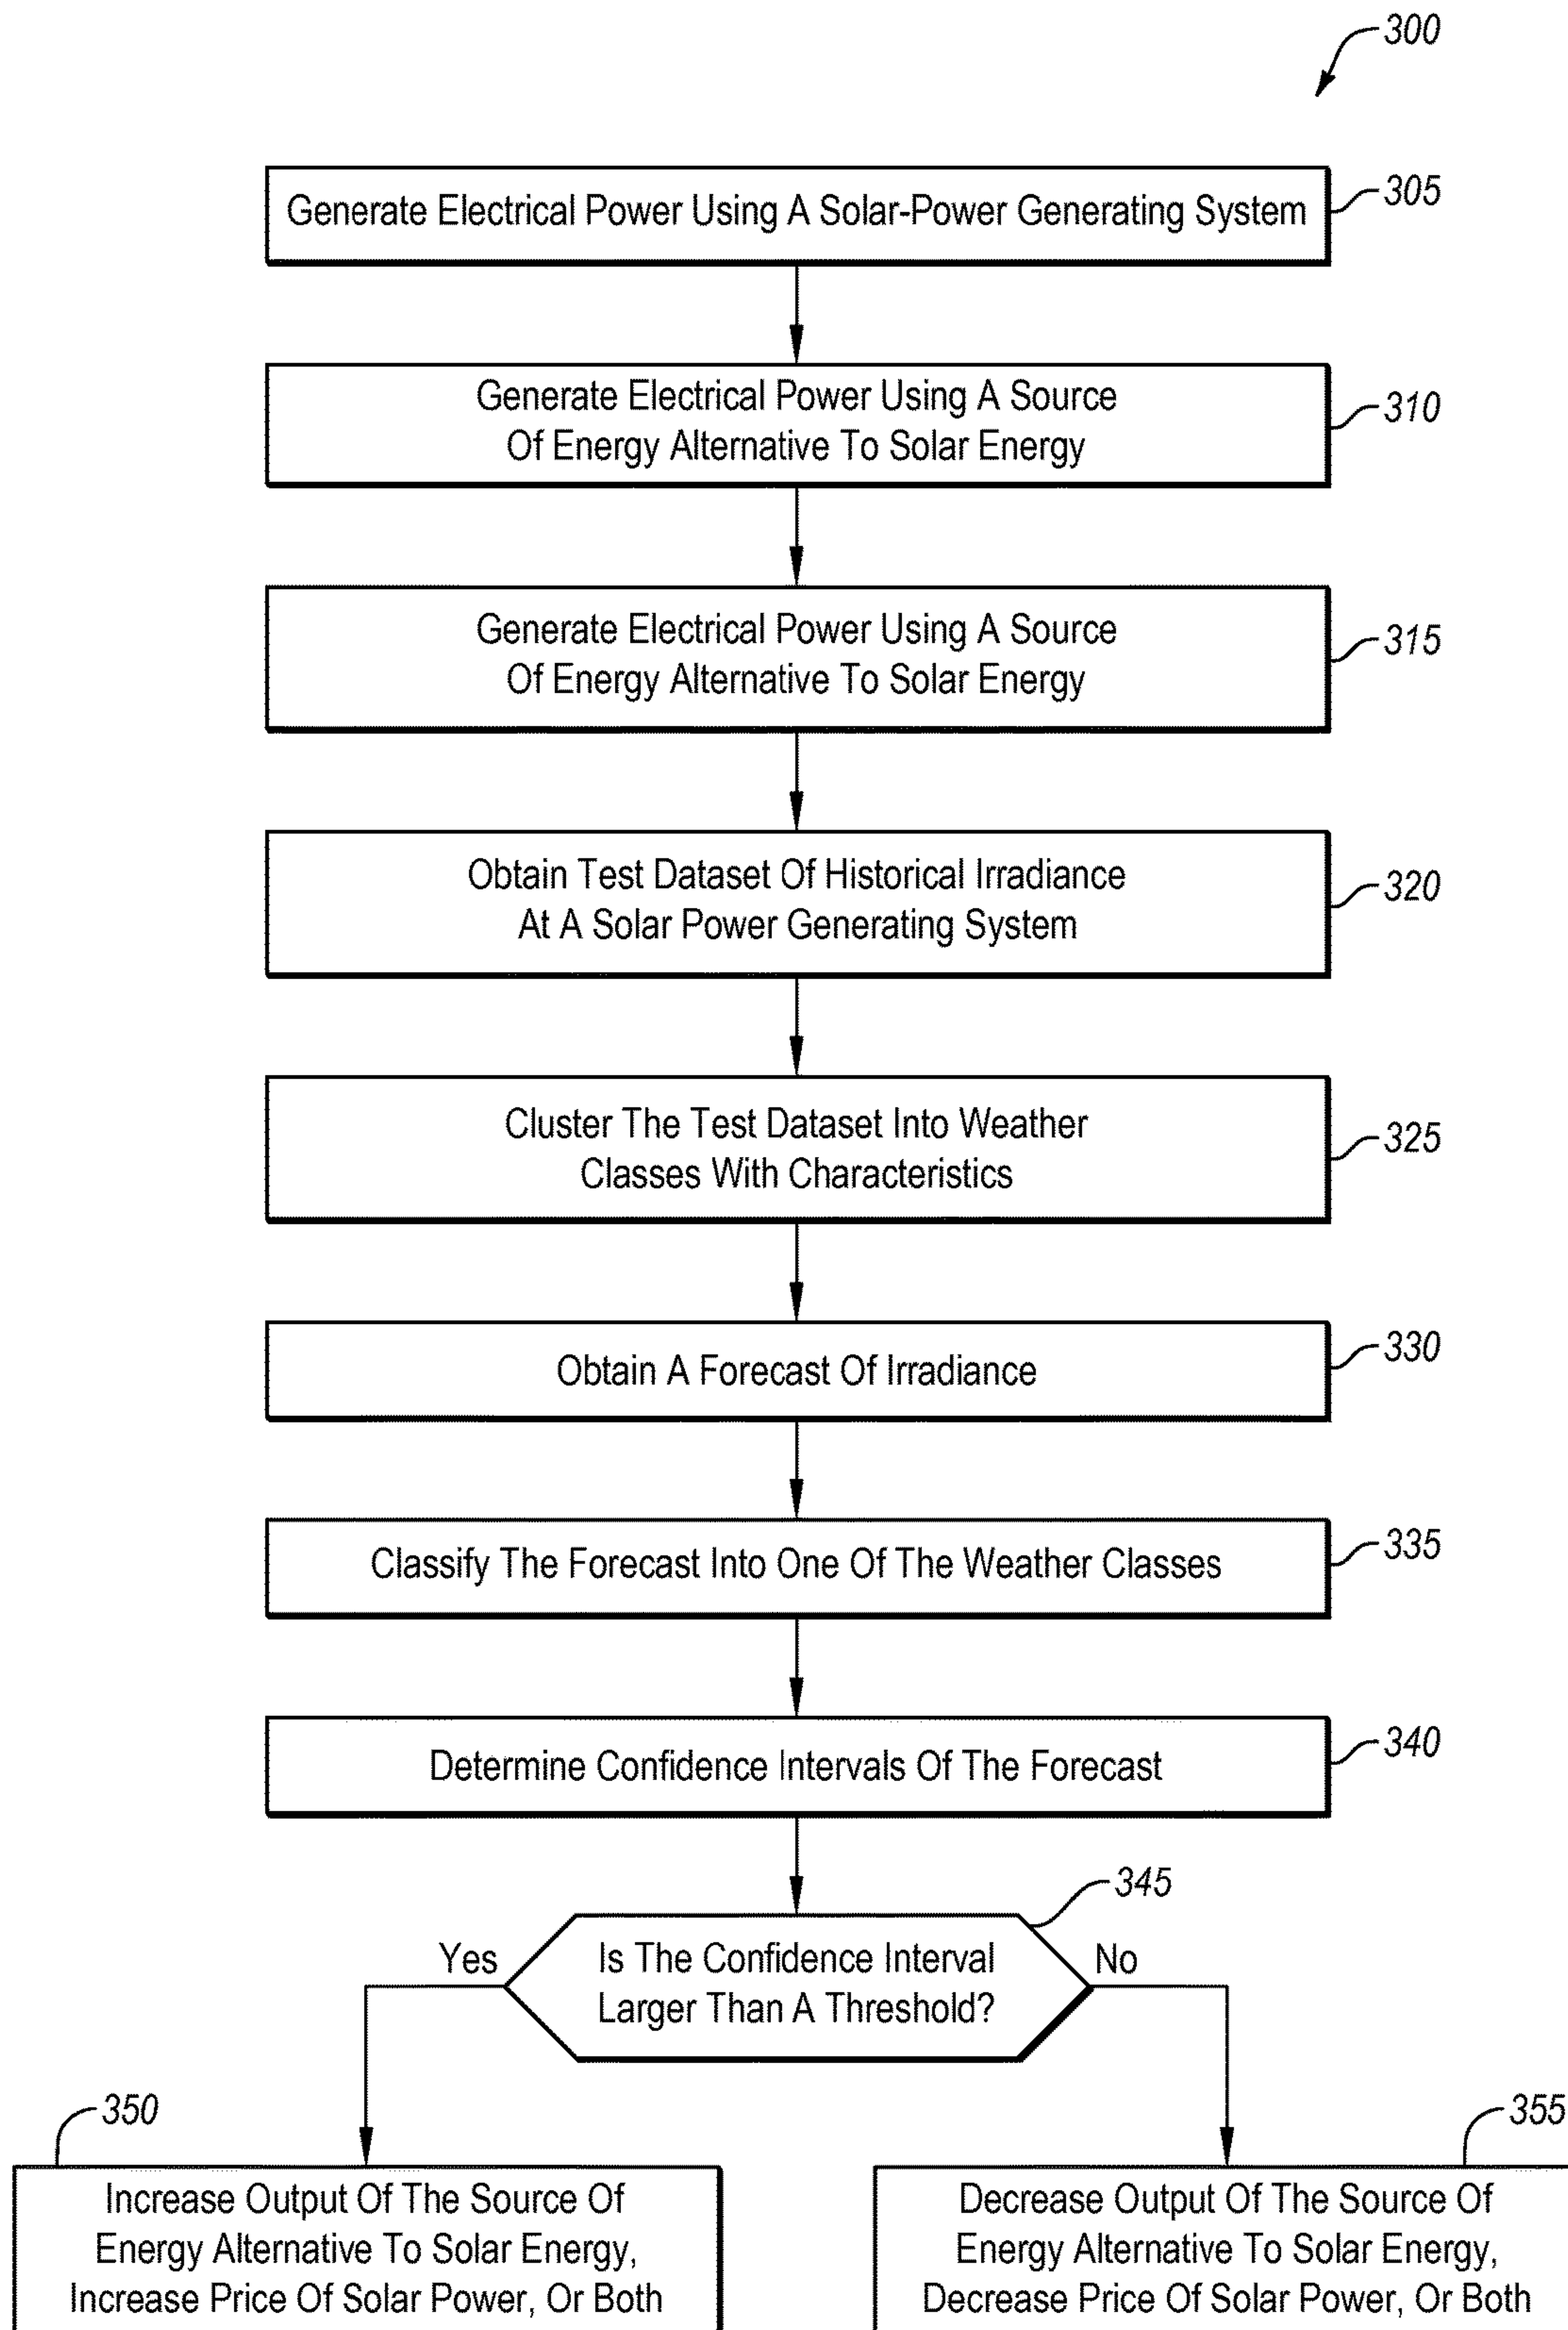 300
Generate Electrical Power Using A Solar-Power Generating System
305
Generate Electrical Power Using A Source
Of Energy Alternative To Solar Energy
310
Generate Electrical Power Using A Source
Of Energy Alternative To Solar Energy
315
Obtain Test Dataset Of Historical Irradiance
At A Solar Power Generating System
320
Cluster The Test Dataset Into Weather
Classes With Characteristics
325
Obtain A Forecast Of Irradiance
330
Classify The Forecast Into One Of The Weather Classes
335
Determine Confidence Intervals Of The Forecast
340
345
Yes
Is The Confidence Interval
Larger Than A Threshold?
No
350
Increase Output Of The Source Of
Energy Alternative To Solar Energy,
Increase Price Of Solar Power, Or Both
355
Decrease Output Of The Source Of
Energy Alternative To Solar Energy,
Decrease Price Of Solar Power, Or Both